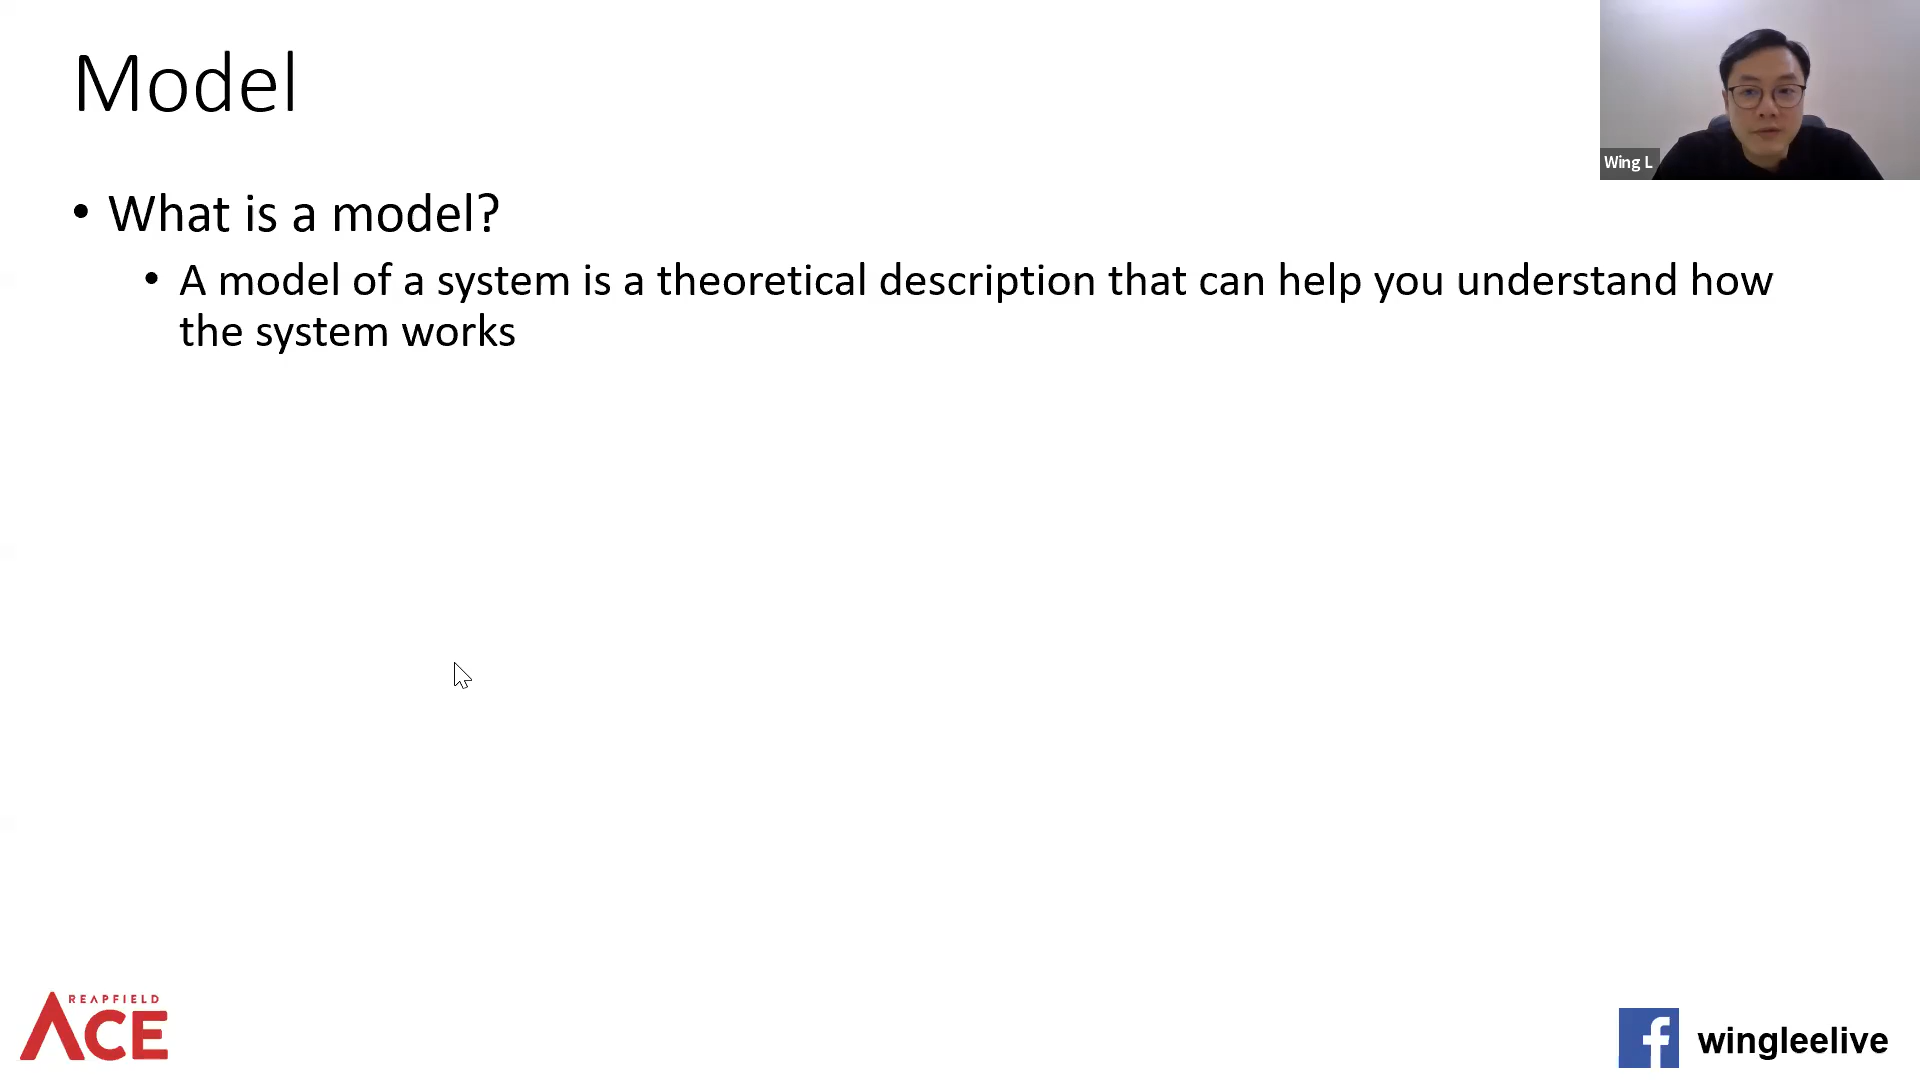 Model
• What is a model?
• A model of a system is a theoretical description that can help you understand how
the system works
Wing L
REAPFIELD
ACE
wingleelive